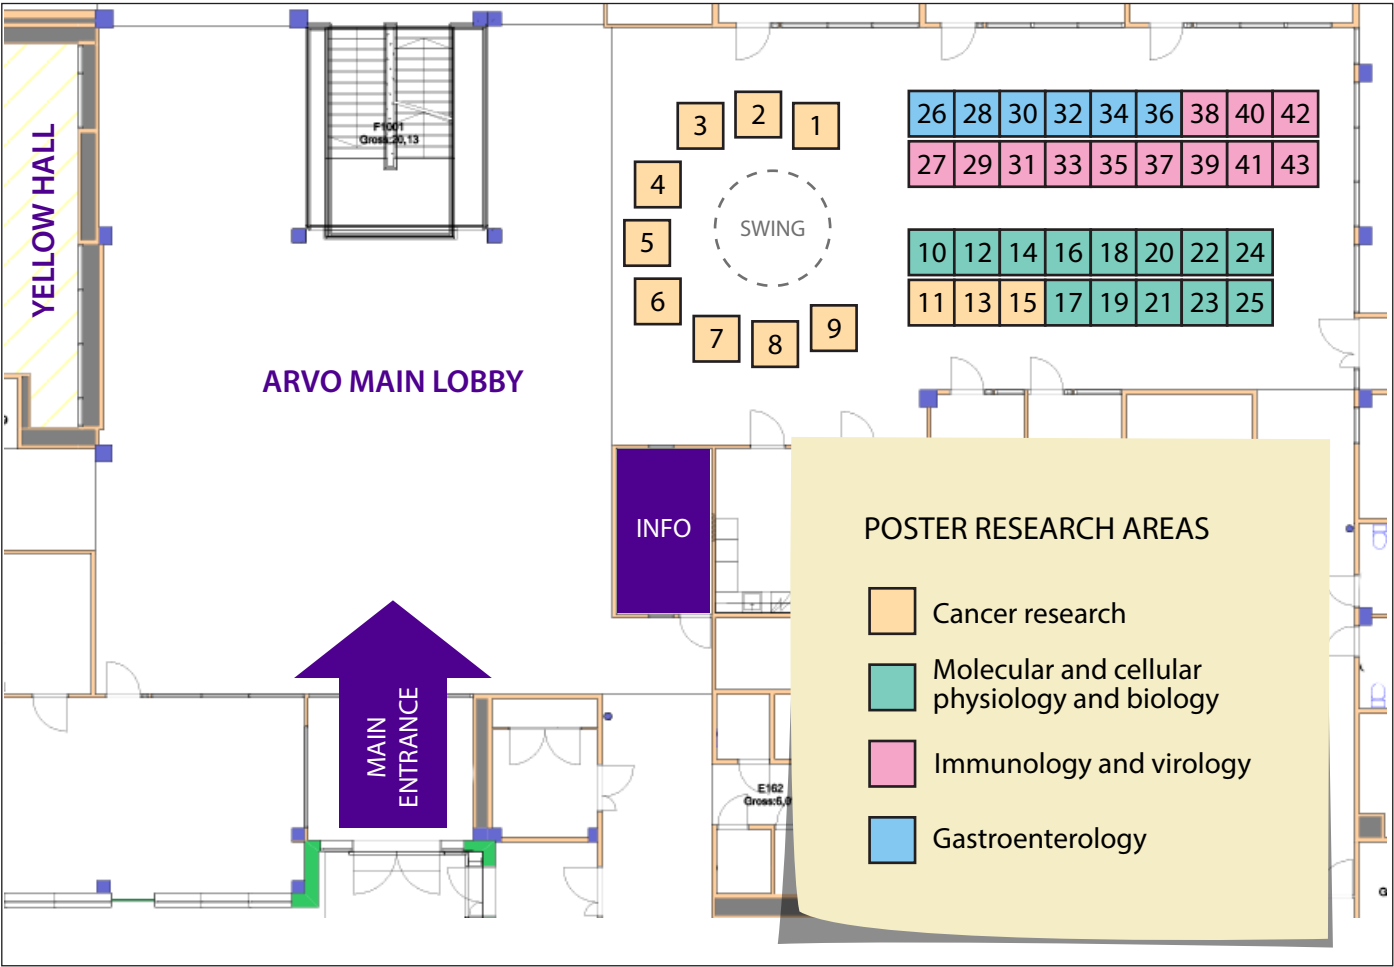 F1001
Gross:20,13
YELLOW HALL
ARVO MAIN LOBBY
3 2 1
4
5
6
7 8 9
SWING
26 28 30 32 34 36 38 40 42
27 29 31 33 35 37 39 41 43
10 12 14 16 18 20 22 24
11 13 15 17 19 21 23 25
INFO
MAIN
ENTRANCE
E162
POSTER RESEARCH AREAS
Cancer research
Molecular and cellular
physiology and biology
Immunology and virology
Gastroenterology